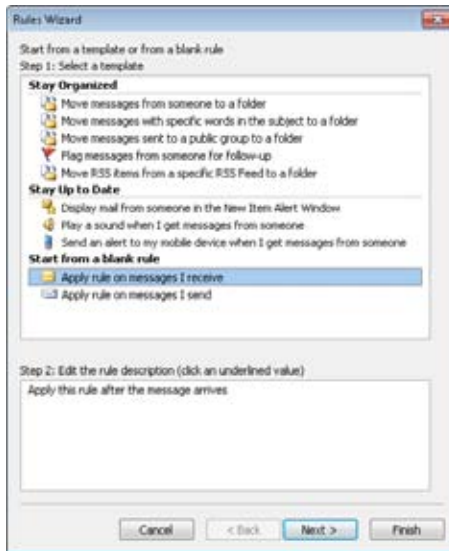 Rules Wizard
Start from a template or from a blank rule
Step 1: Select a template
Stay Organized
Move messages from someone to a folder
Move messages with specific words in the subject to a folder
Move messages sent to a public group to a folder
Flag messages from someone for follow-up
Move RSS items from a specific RSS Feed to a folder
Stay Up to Date
Display mail from someone in the New Item Alert Window
Play a sound when I get messages from someone
Send an alert to my mobile device when I get messages from someone
Start from a blank rule
Apply rule on messages I receive
Apply rule on messages I send
Step 2: Edit the rule description (click an underlined value)
Apply this rule after the message arrives
Cancel < Back Next > Finish